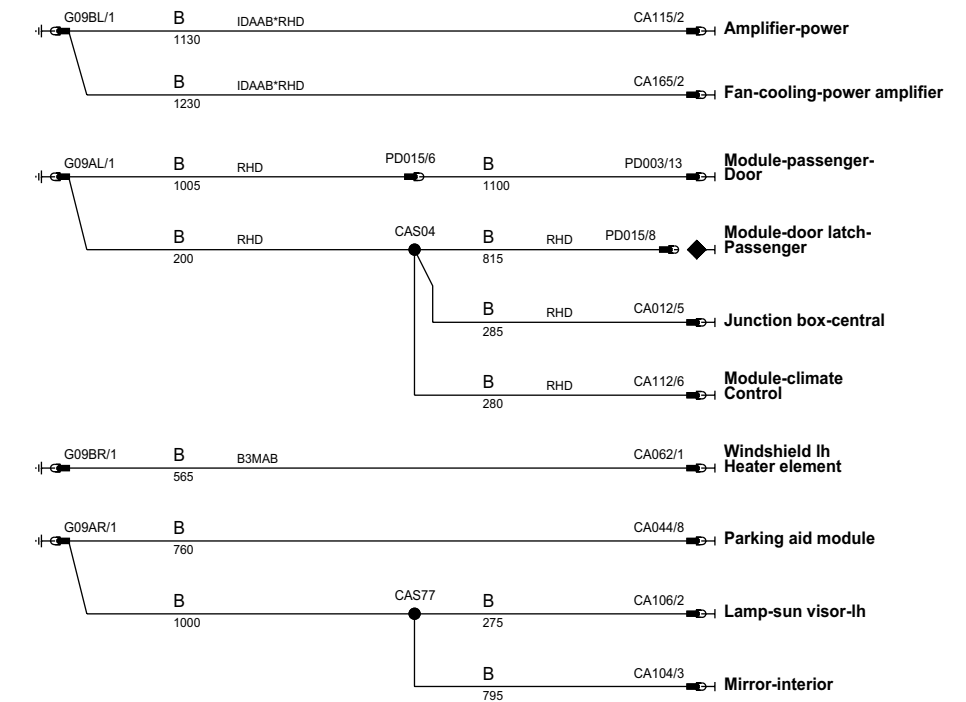 G09BL/1 B IDAAB*RHD CA115/2 Amplifier-power
1130
B IDAAB*RHD CA165/2 Fan-cooling-power amplifier
1230
G09AL/1 B RHD PD015/6 B PD003/13 Module-passenger-
Door
1005 1100
B RHD CAS04 B RHD PD015/8 Module-door latch-
Passenger
200 815
B RHD CA012/5 Junction box-central
285
B RHD CA112/6 Module-climate
Control
280
G09BR/1 B B3MAB CA062/1 Windshield lh
Heater element
565
G09AR/1 B CA044/8 Parking aid module
760
B CAS77 B CA106/2 Lamp-sun visor-lh
1000 275
B CA104/3 Mirror-interior
795